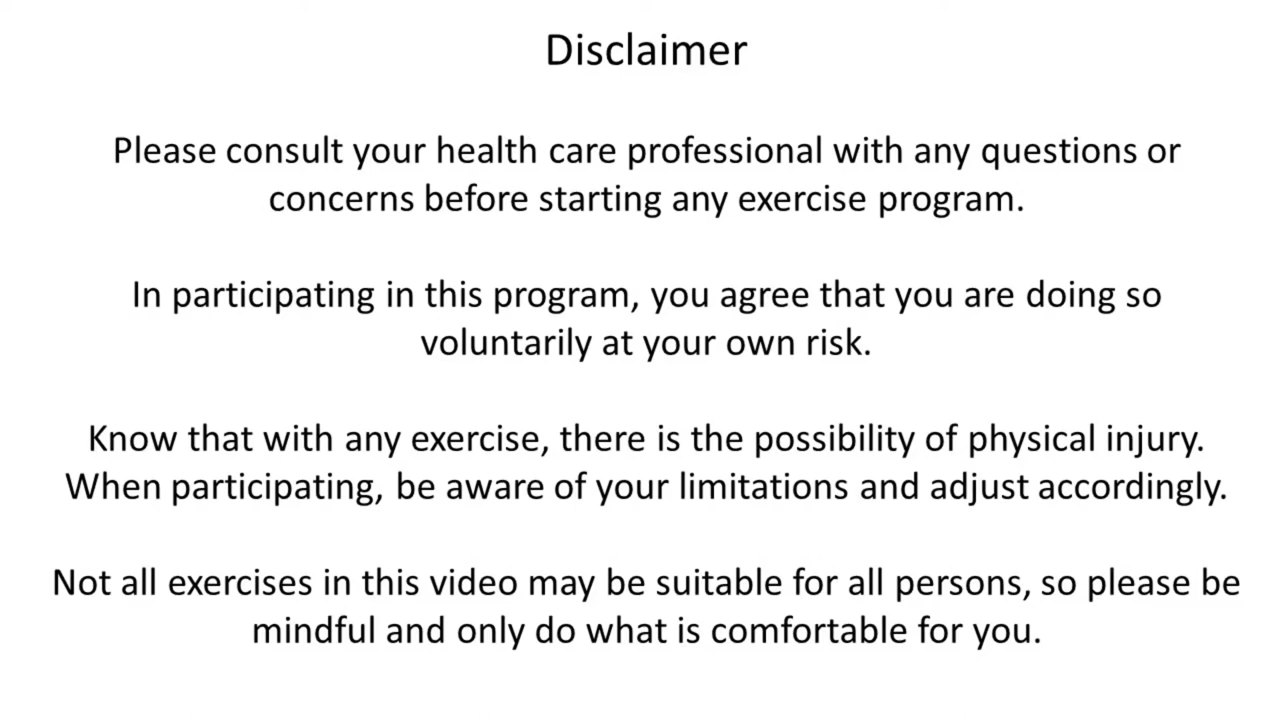 Disclaimer
Please consult your health care professional with any questions or
concerns before starting any exercise program.
In participating in this program, you agree that you are doing so
voluntarily at your own risk.
Know that with any exercise, there is the possibility of physical injury.
When participating, be aware of your limitations and adjust accordingly.
Not all exercises in this video may be suitable for all persons, so please be
mindful and only do what is comfortable for you.